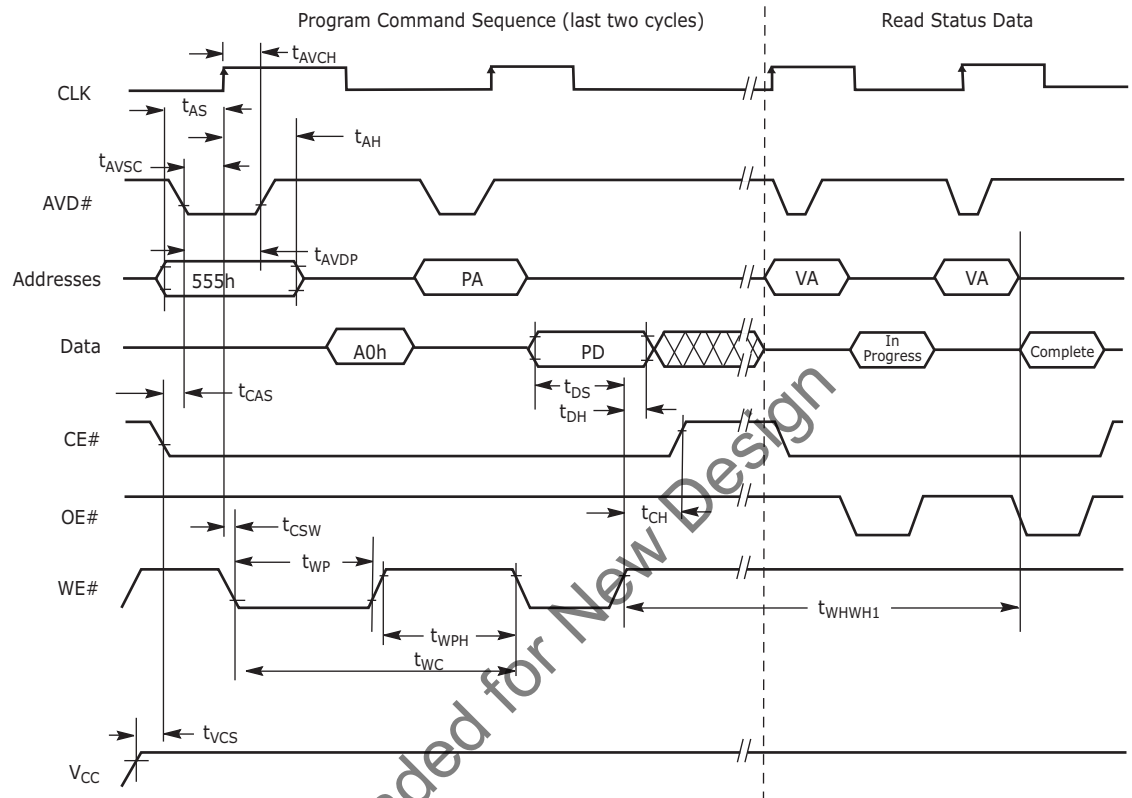 Program Command Sequence (last two cycles)
Read Status Data
tAVCH
CLK
tAS
tAH
tAVSC
AVD#
tAVDP
Addresses
555h
PA
VA
VA
Data
A0h
PD
In
Progress
Complete
tCAS
tDS
tDH
CE#
OE#
tCH
tCSW
tWP
WE#
tWHWH1
tWPH
tWC
tVCS
VCC
ded for New Design